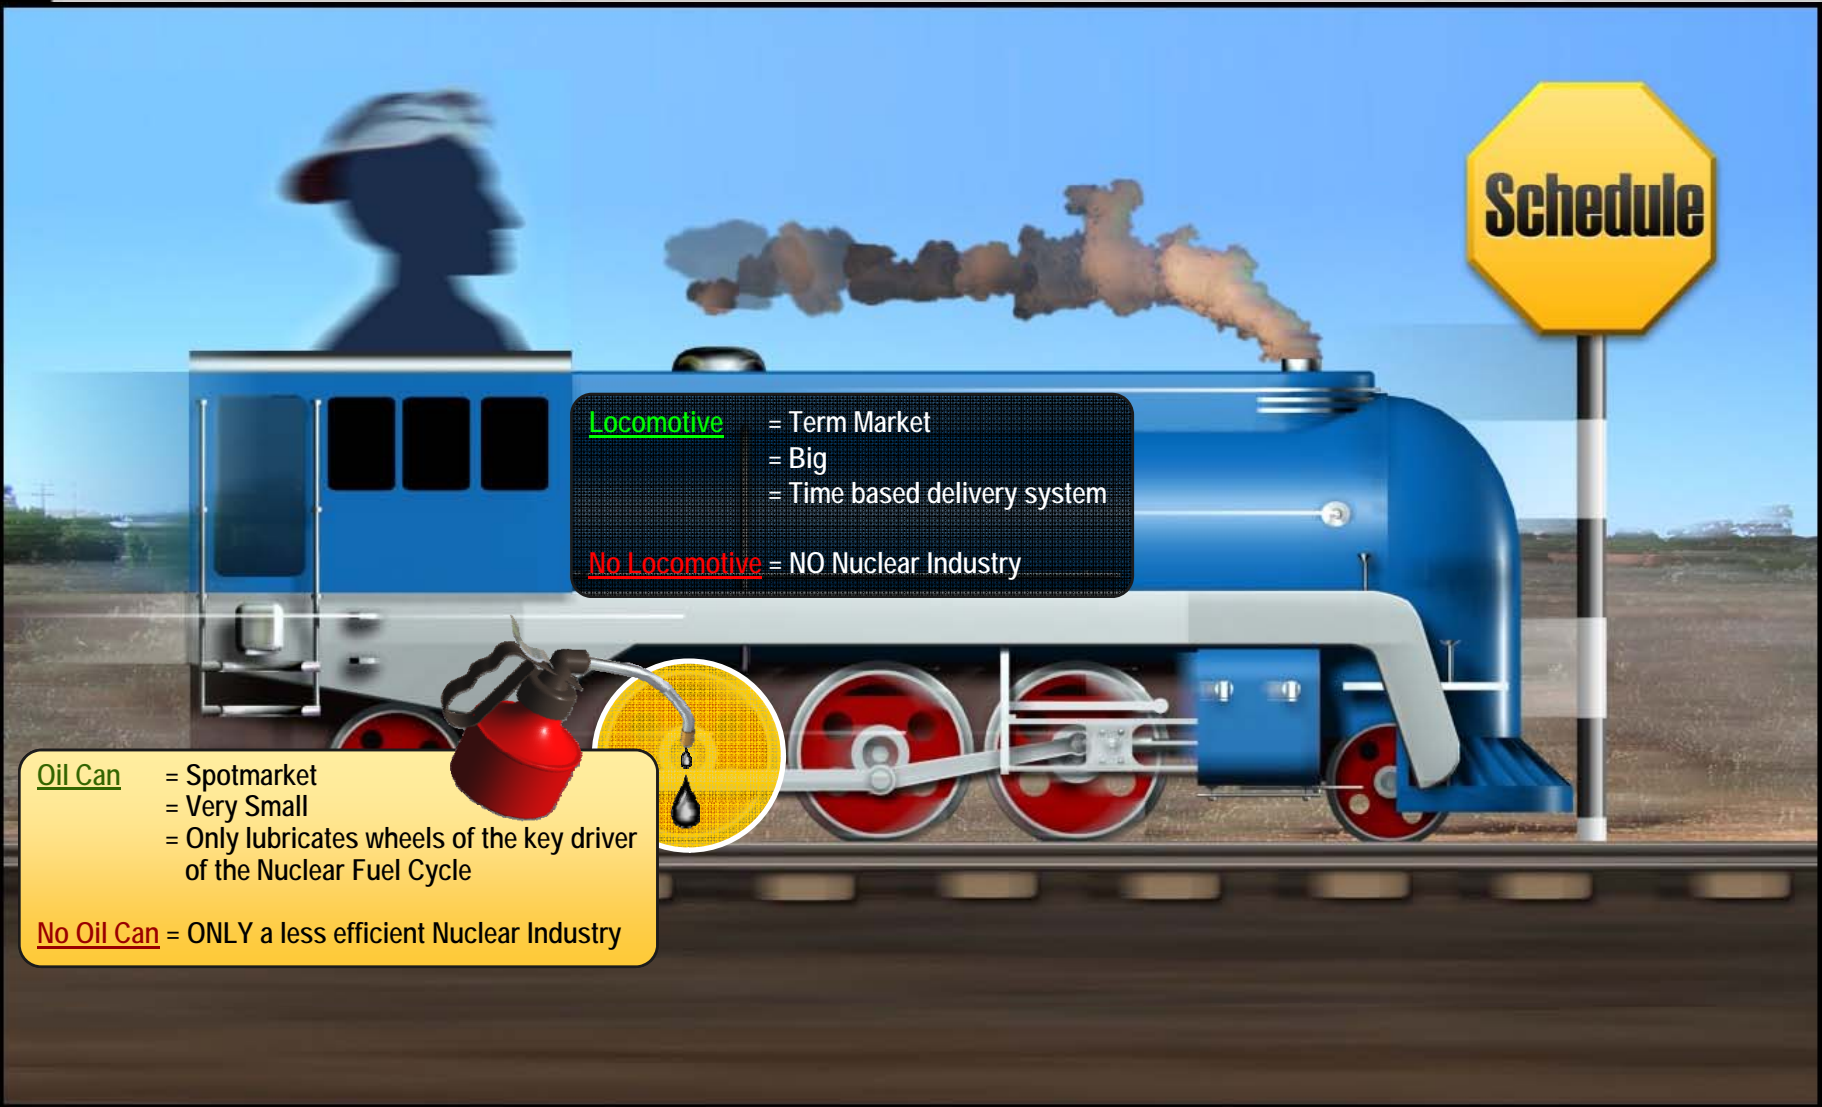 Schedule
Locomotive = Term Market
= Big
= Time based delivery system
No Locomotive = NO Nuclear Industry
Oil Can = Spotmarket
= Very Small
= Only lubricates wheels of the key driver
of the Nuclear Fuel Cycle
No Oil Can = ONLY a less efficient Nuclear Industry